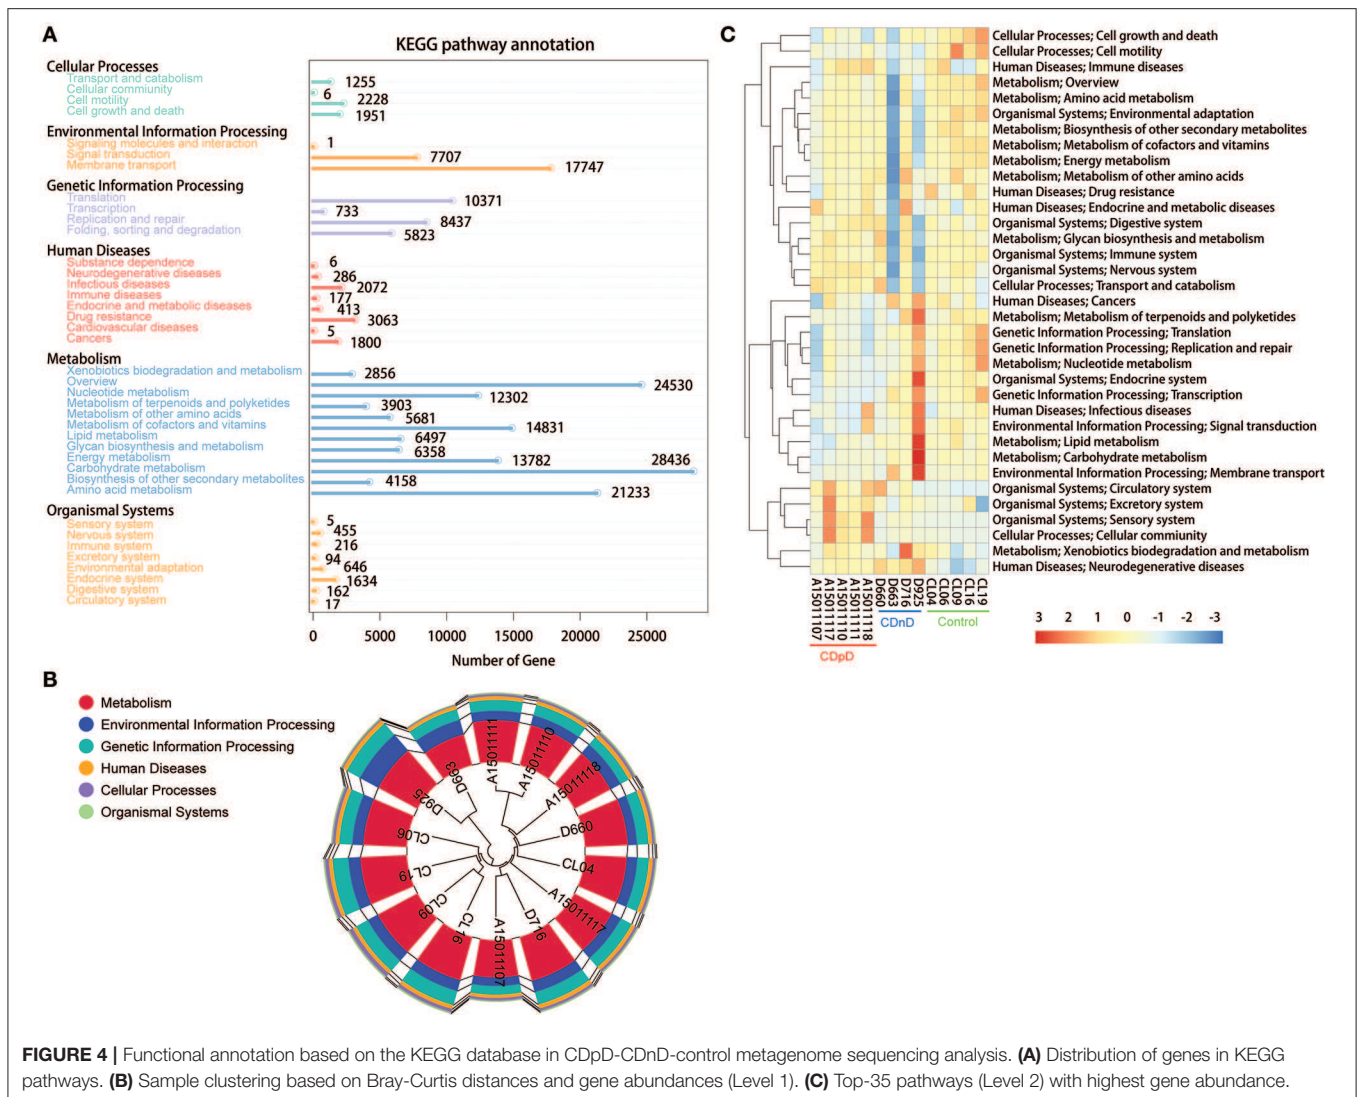 A
KEGG pathway annotation
Cellular Processes
Transport and catabolism
1255
Cellular commiunity
6
Cell motility
2228
Cell growth and death
1951
Environmental Information Processing
Signaling molecules and interaction
1
Signal transduction
7707
Membrane transport
17747
Genetic Information Processing
Translation
10371
Transcription
733
Replication and repair
8437
Folding, sorting and degradation
5823
Human Diseases
Substance dependence
6
Neurodegenerative diseases
286
Infectious diseases
2072
Immune diseases
177
Endocrine and metabolic diseases
413
Drug resistance
3063
Cardiovascular diseases
5
Cancers
1800
Metabolism
Xenobiotics biodegradation and metabolism
2856
Overview
24530
Nucleotide metabolism
12302
Metabolism of terpenoids and polyketides
3903
Metabolism of other amino acids
5681
Metabolism of cofactors and vitamins
14831
Lipid metabolism
6497
Glycan biosynthesis and metabolism
6358
Energy metabolism
13782
Carbohydrate metabolism
28436
Biosynthesis of other secondary metabolites
4158
Amino acid metabolism
21233
Organismal Systems
Sensory system
5
Nervous system
455
Immune system
216
Excretory system
94
Environmental adaptation
646
Endocrine system
1634
Digestive system
162
Circulatory system
17
0 5000 10000 15000 20000 25000
Number of Gene
C
Cellular Processes; Cell growth and death
Cellular Processes; Cell motility
Human Diseases; Immune diseases
Metabolism; Overview
Metabolism; Amino acid metabolism
Organismal Systems; Environmental adaptation
Metabolism; Biosynthesis of other secondary metabolites
Metabolism; Metabolism of cofactors and vitamins
Metabolism; Energy metabolism
Metabolism; Metabolism of other amino acids
Human Diseases; Drug resistance
Human Diseases; Endocrine and metabolic diseases
Organismal Systems; Digestive system
Metabolism; Glycan biosynthesis and metabolism
Organismal Systems; Immune system
Organismal Systems; Nervous system
Cellular Processes; Transport and catabolism
Human Diseases; Cancers
Metabolism; Metabolism of terpenoids and polyketides
Genetic Information Processing; Translation
Genetic Information Processing; Replication and repair
Metabolism; Nucleotide metabolism
Organismal Systems; Endocrine system
Genetic Information Processing; Transcription
Human Diseases; Infectious diseases
Environmental Information Processing; Signal transduction
Metabolism; Lipid metabolism
Metabolism; Carbohydrate metabolism
Environmental Information Processing; Membrane transport
Organismal Systems; Circulatory system
Organismal Systems; Excretory system
Organismal Systems; Sensory system
Cellular Processes; Cellular commiunity
Metabolism; Xenobiotics biodegradation and metabolism
Human Diseases; Neurodegenerative diseases
A15011107
A15011117
A15011110
A15011111
A15011118
D660
D663
D716
D925
CL04
CL06
CL09
CL16
CL19
CDpD
CDnD
Control
3 2 1 0 -1 -2 -3
B
Metabolism
Environmental Information Processing
Genetic Information Processing
Human Diseases
Cellular Processes
Organismal Systems
A15011111
A15011110
A15011118
D660
CL04
A15011117
D716
A15011107
CL16
CL09
CL19
CL06
D925
D663
FIGURE 4 | Functional annotation based on the KEGG database in CDpD-CDnD-control metagenome sequencing analysis. (A) Distribution of genes in KEGG
pathways. (B) Sample clustering based on Bray-Curtis distances and gene abundances (Level 1). (C) Top-35 pathways (Level 2) with highest gene abundance.